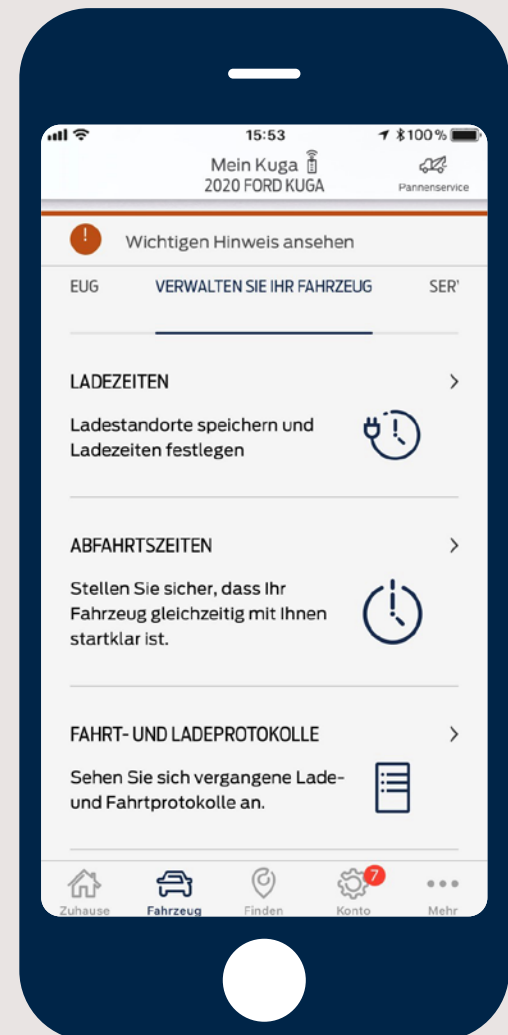 15:53
100 %
Mein Kuga
2020 FORD KUGA
Pannenservice
!
Wichtigen Hinweis ansehen
EUG VERWALTEN SIE IHR FAHRZEUG SER
LADEZEITEN
Ladestandorte speichern und
Ladezeiten festlegen
ABFAHRTSZEITEN
Stellen Sie sicher, dass Ihr
Fahrzeug gleichzeitig mit Ihnen
startklar ist.
FAHRT- UND LADEPROTOKOLLE
Sehen Sie sich vergangene Lade-
und Fahrtprotokolle an.
7
Zuhause Fahrzeug Finden Konto Mehr